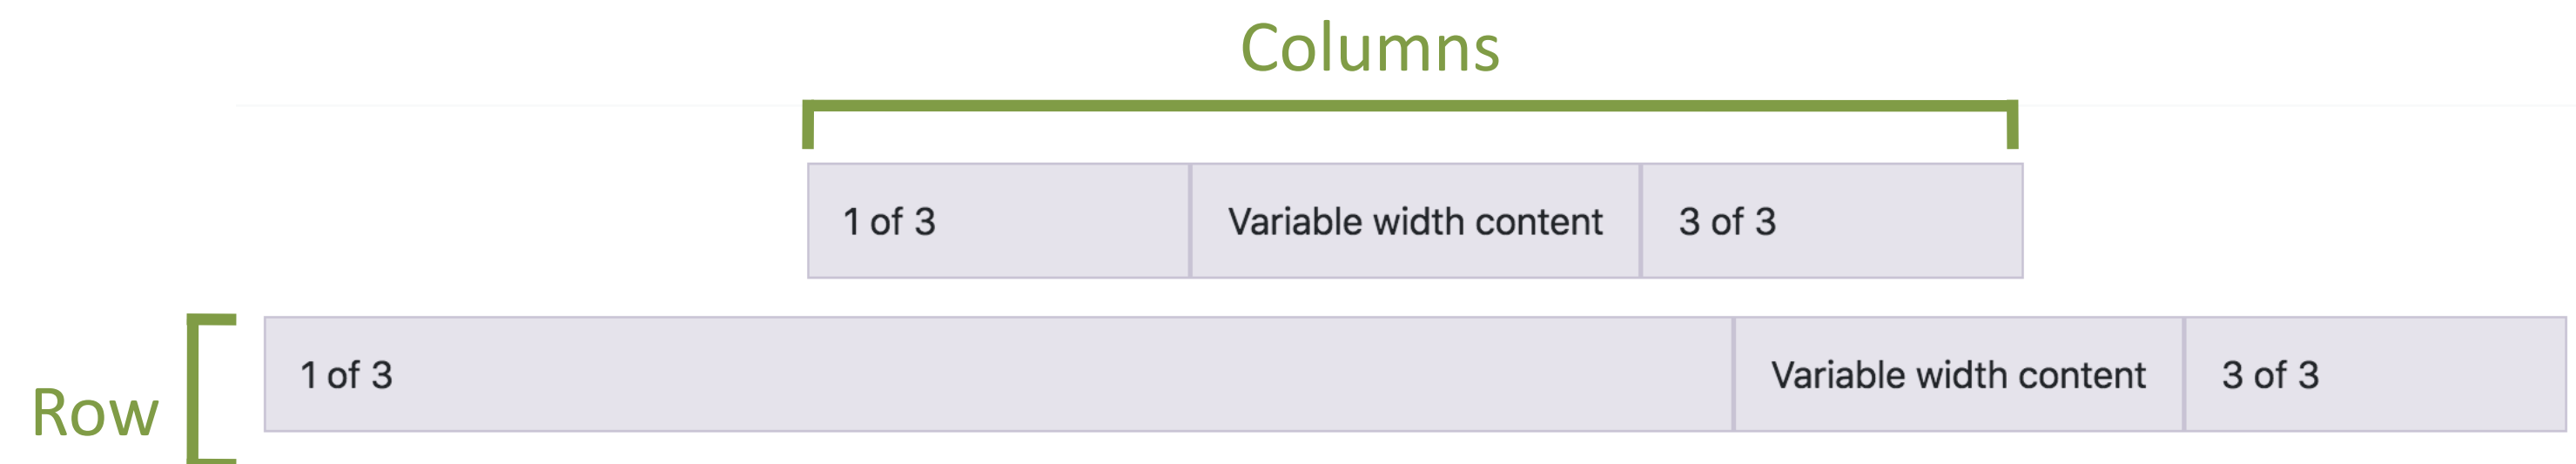 Columns
1 of 3 Variable width content 3 of 3
1 of 3 Variable width content 3 of 3
Row